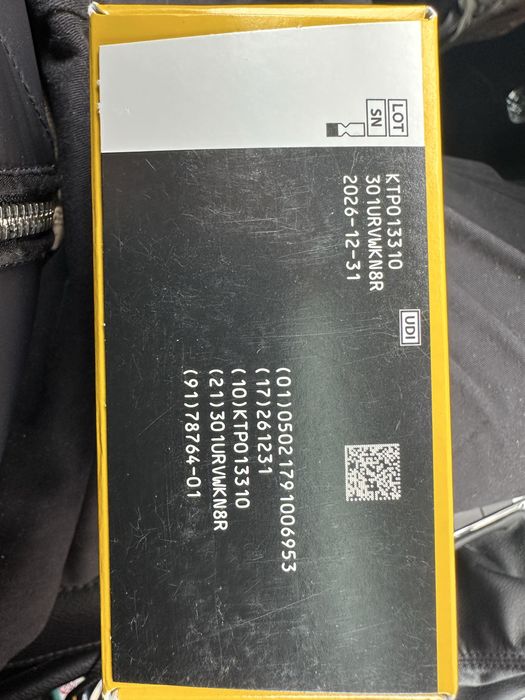 LOT
SN
KTP013310
301URVWKN8R
2026-12-31
UDI
(01)05021791006953
(17)261231
(10)KTP013310
(21)301URVWKN8R
(91)78764-01